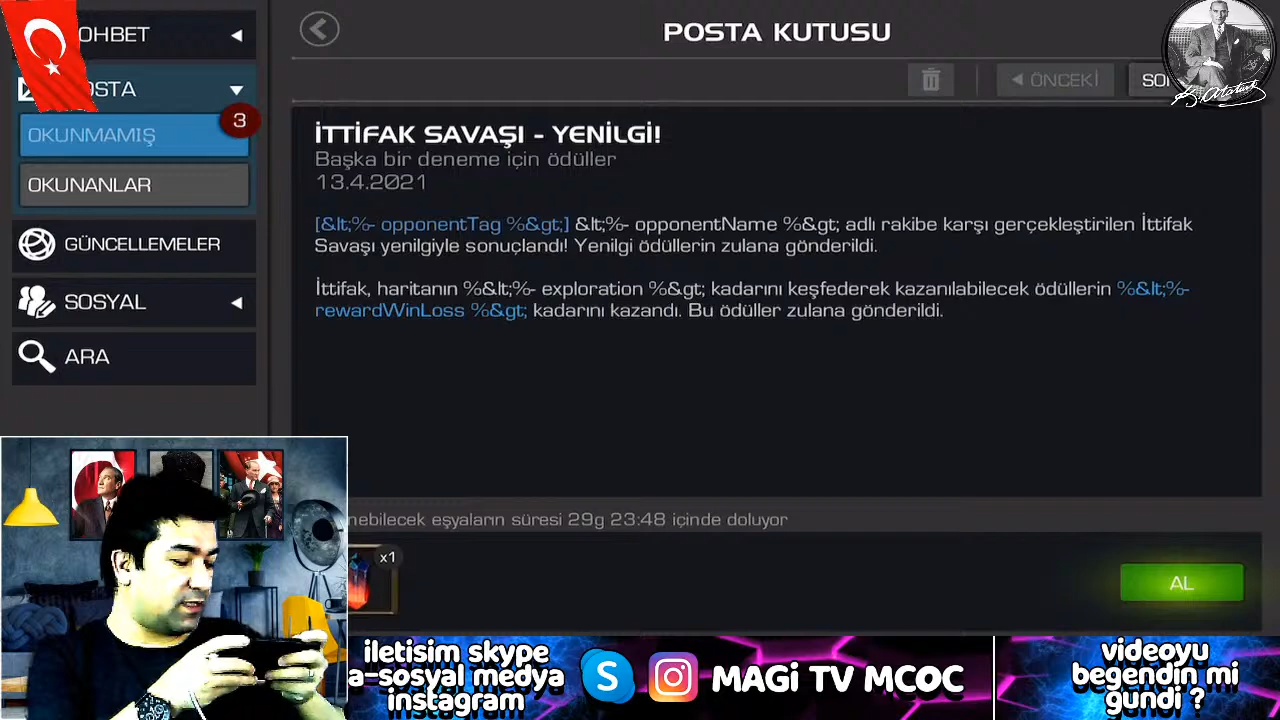 OHBET
POSTA KUTUSU
OSTA
ÖNCEKİ
3
OKUNMAMIŞ
OKUNANLAR
GÜNCELLEMELER
SOSYAL
ARA
İTTİFAK SAVAŞI - YENİLGİ!
Başka bir deneme için ödüller
13.4.2021
[&lt;%- opponentTag %&gt;] &lt;%- opponentName %&gt; adlı rakibe karşı gerçekleştirilen İttifak
Savaşı yenilgiyle sonuçlandı! Yenilgi ödüllerin zulana gönderildi.
İttifak, haritanın %&lt;%- exploration %&gt; kadarını keşfederek kazanılabilecek ödüllerin %&lt;%-
rewardWinLoss %&gt; kadarını kazandı. Bu ödüller zulana gönderildi.
nebilecek eşyaların süresi 29g 23:48 içinde doluyor
x1
AL
iletisim skype
a-sosyal medya
instagram
S
MAGi TV MCOC
videoyu
begendin mi
gundi ?